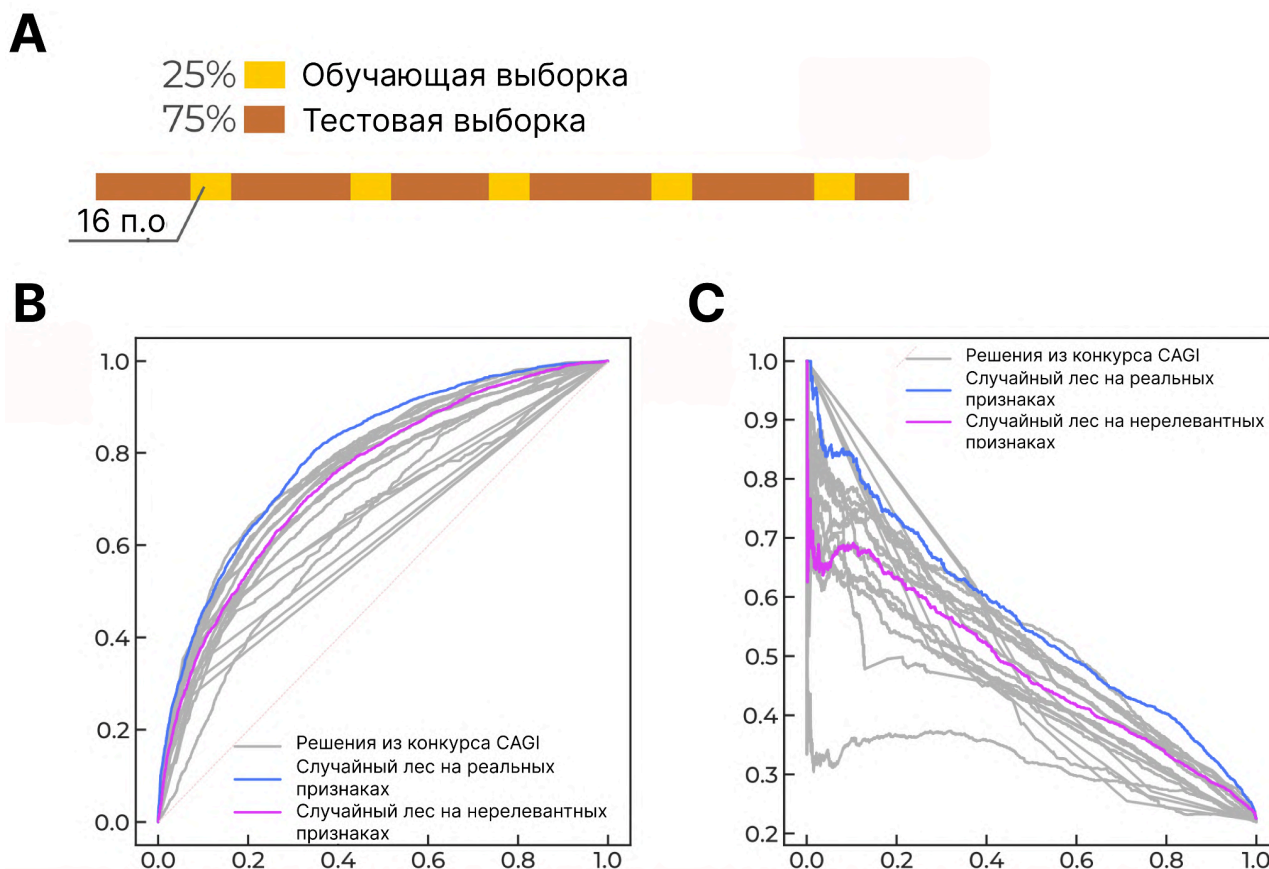 A
25% Обучающая выборка
75% Тестовая выборка
16 п.о
B
1.0
0.8
0.6
0.4
0.2
0.0
0.0 0.2 0.4 0.6 0.8 1.0
Решения из конкурса CAGI
Случайный лес на реальных
признаках
Случайный лес на нерелевантных
признаках
C
1.0
0.9
0.8
0.7
0.6
0.5
0.4
0.3
0.2
0.0 0.2 0.4 0.6 0.8 1.0
Решения из конкурса CAGI
Случайный лес на реальных
признаках
Случайный лес на нерелевантных
признаках